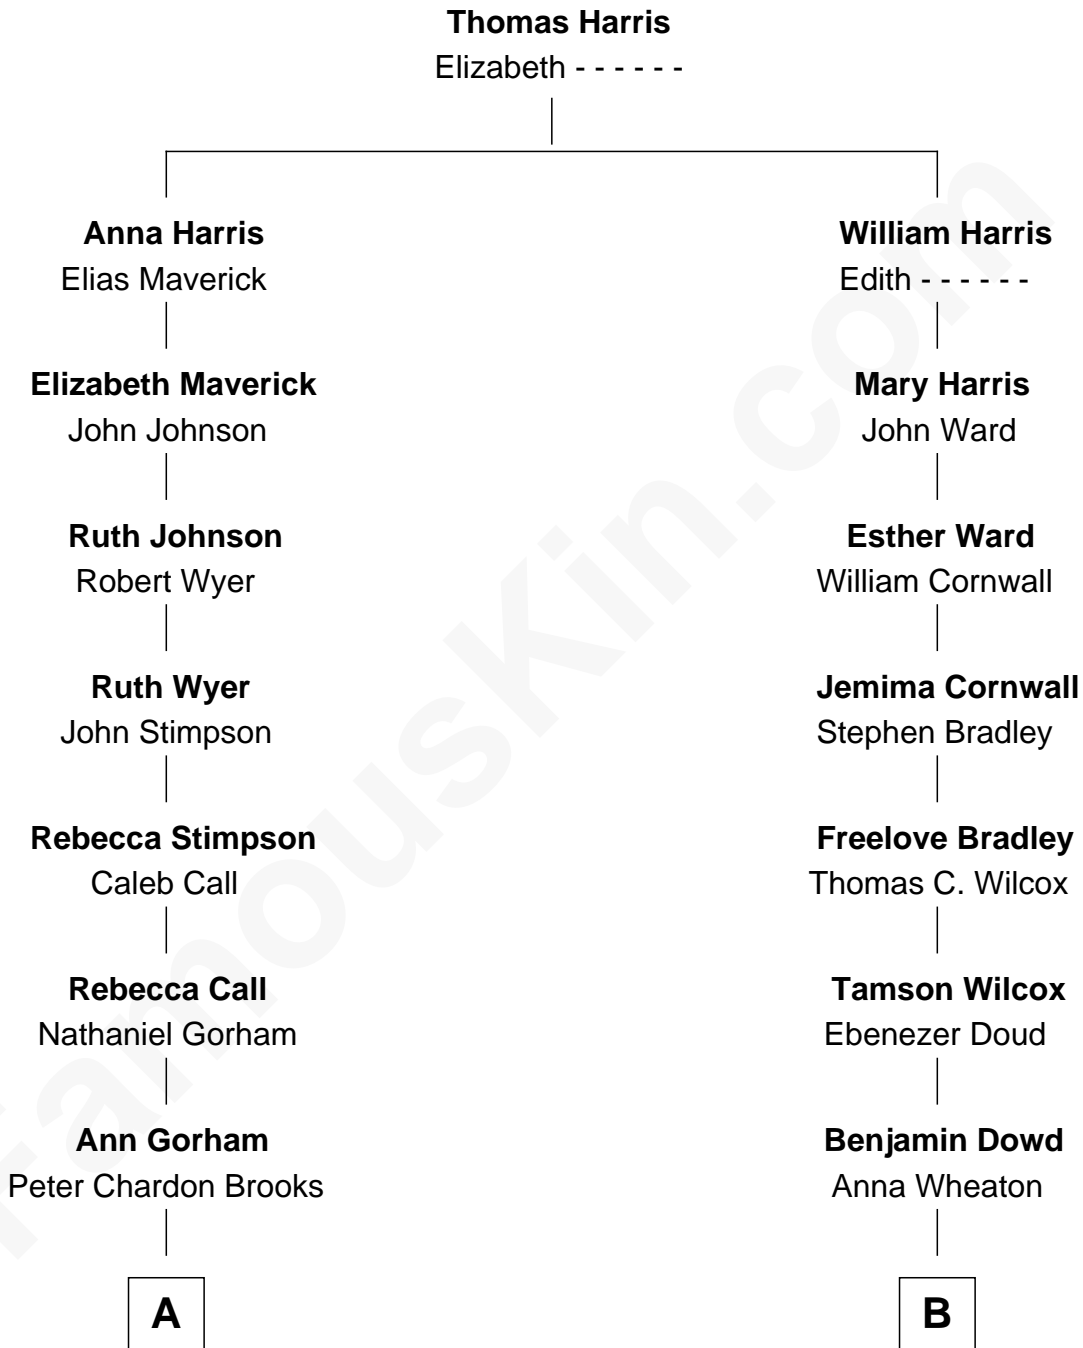 Thomas Harris
Elizabeth - - - - - -
Anna Harris
Elias Maverick
William Harris
Edith - - - - - -
Elizabeth Maverick
John Johnson
Mary Harris
John Ward
Ruth Johnson
Robert Wyer
Esther Ward
William Cornwall
Ruth Wyer
John Stimpson
Jemima Cornwall
Stephen Bradley
Rebecca Stimpson
Caleb Call
Freelove Bradley
Thomas C. Wilcox
Rebecca Call
Nathaniel Gorham
Tamson Wilcox
Ebenezer Doud
Ann Gorham
Peter Chardon Brooks
Benjamin Dowd
Anna Wheaton
A
B
FamousKin.com